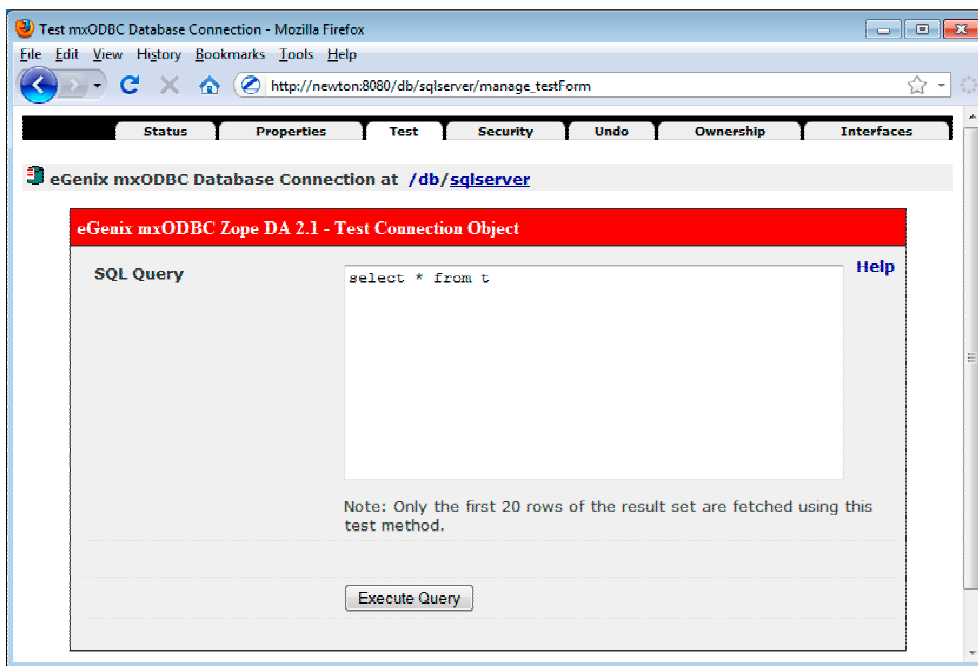 Test mxODBC Database Connection - Mozilla Firefox
File Edit View History Bookmarks Tools Help
http://newton:8080/db/sqlserver/manage_testForm
Status Properties Test Security Undo Ownership Interfaces
eGenix mxODBC Database Connection at /db/sqlserver
eGenix mxODBC Zope DA 2.1 - Test Connection Object
SQL Query
select * from t
Help
Note: Only the first 20 rows of the result set are fetched using this
test method.
Execute Query